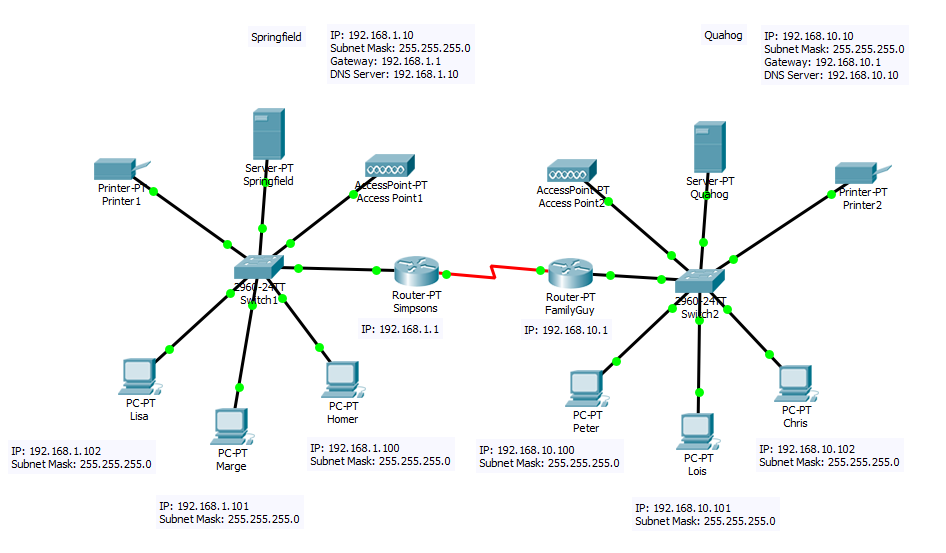 Springfield
IP: 192.168.1.10
Subnet Mask: 255.255.255.0
Gateway: 192.168.1.1
DNS Server: 192.168.1.10
Quahog
IP: 192.168.10.10
Subnet Mask: 255.255.255.0
Gateway: 192.168.10.1
DNS Server: 192.168.10.10
Printer-PT
Printer1
Server-PT
Springfield
AccessPoint-PT
Access Point1
AccessPoint-PT
Access Point2
Server-PT
Quahog
Printer-PT
Printer2
2960-24TT
Switch1
Router-PT
Simpsons
IP: 192.168.1.1
Router-PT
FamilyGuy
IP: 192.168.10.1
2960-24TT
Switch2
PC-PT
Lisa
IP: 192.168.1.102
Subnet Mask: 255.255.255.0
PC-PT
Marge
IP: 192.168.1.101
Subnet Mask: 255.255.255.0
PC-PT
Homer
IP: 192.168.1.100
Subnet Mask: 255.255.255.0
PC-PT
Peter
IP: 192.168.10.100
Subnet Mask: 255.255.255.0
PC-PT
Lois
IP: 192.168.10.101
Subnet Mask: 255.255.255.0
PC-PT
Chris
IP: 192.168.10.102
Subnet Mask: 255.255.255.0